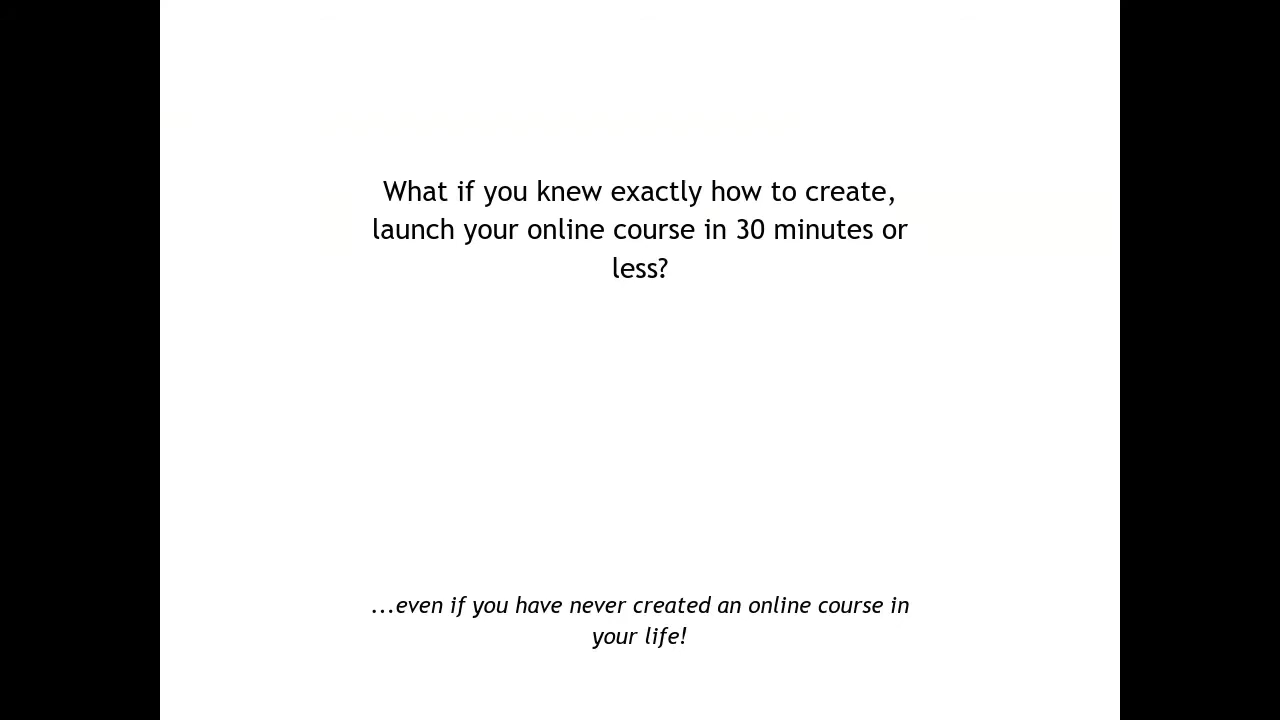 What if you knew exactly how to create,
launch your online course in 30 minutes or
less?
...even if you have never created an online course in
your life!